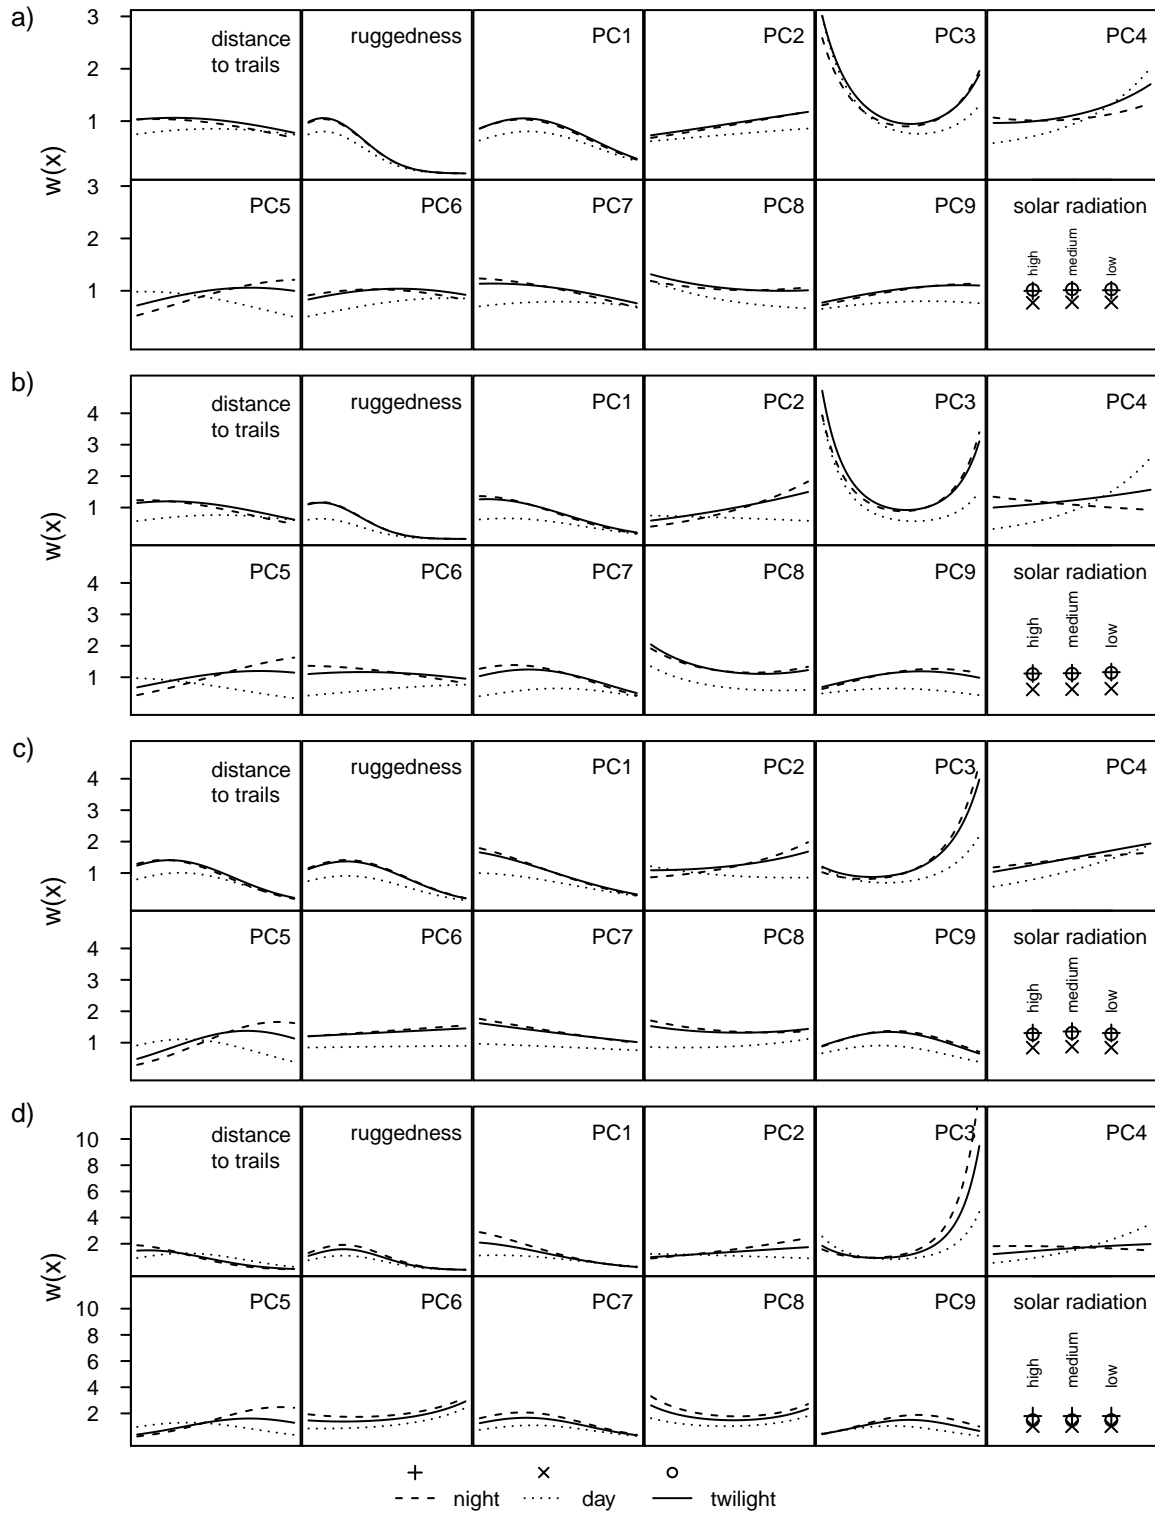 a)
distance
to trails
ruggedness
PC1
PC2
PC3
PC4
3
2
1
w(x)
PC5
PC6
PC7
PC8
PC9
solar radiation
3
2
1
high
medium
low
b)
distance
to trails
ruggedness
PC1
PC2
PC3
PC4
4
3
2
1
w(x)
PC5
PC6
PC7
PC8
PC9
solar radiation
4
3
2
1
high
medium
low
c)
distance
to trails
ruggedness
PC1
PC2
PC3
PC4
4
3
2
1
w(x)
PC5
PC6
PC7
PC8
PC9
solar radiation
4
3
2
1
high
medium
low
d)
distance
to trails
ruggedness
PC1
PC2
PC3
PC4
10
8
6
4
2
w(x)
PC5
PC6
PC7
PC8
PC9
solar radiation
10
8
6
4
2
high
medium
low
night
day
twilight